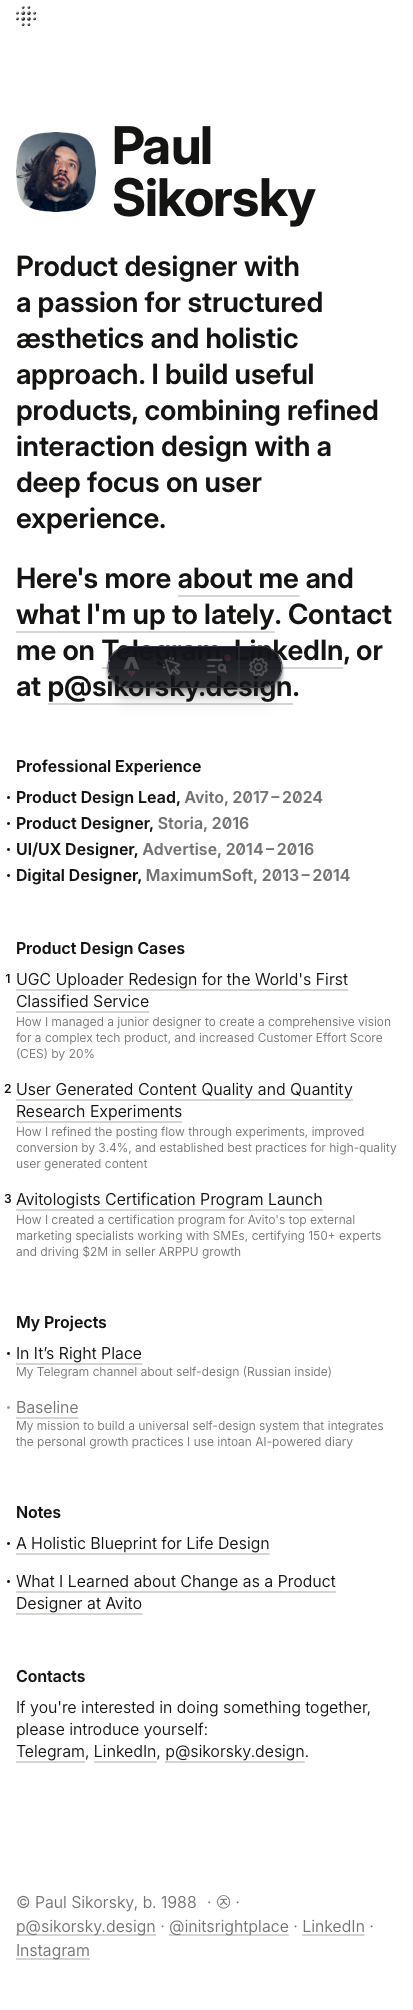 Paul
Sikorsky
Product designer with
a passion for structured
æsthetics and holistic
approach. I build useful
products, combining refined
interaction design with a
deep focus on user
experience.
Here's more about me and
what I'm up to lately. Contact
me on Telegram, LinkedIn, or
at p@sikorsky.design.
Professional Experience
· Product Design Lead, Avito, 2017 – 2024
· Product Designer, Storia, 2016
· UI/UX Designer, Advertise, 2014 – 2016
· Digital Designer, MaximumSoft, 2013 – 2014
Product Design Cases
1 UGC Uploader Redesign for the World's First
Classified Service
How I managed a junior designer to create a comprehensive vision
for a complex tech product, and increased Customer Effort Score
(CES) by 20%
2 User Generated Content Quality and Quantity
Research Experiments
How I refined the posting flow through experiments, improved
conversion by 3.4%, and established best practices for high-quality
user generated content
3 Avitologists Certification Program Launch
How I created a certification program for Avito's top external
marketing specialists working with SMEs, certifying 150+ experts
and driving $2M in seller ARPPU growth
My Projects
· In It’s Right Place
My Telegram channel about self-design (Russian inside)
· Baseline
My mission to build a universal self-design system that integrates
the personal growth practices I use intoan AI-powered diary
Notes
· A Holistic Blueprint for Life Design
· What I Learned about Change as a Product
Designer at Avito
Contacts
If you're interested in doing something together,
please introduce yourself:
Telegram, LinkedIn, p@sikorsky.design.
© Paul Sikorsky, b. 1988 · ·
p@sikorsky.design · @initsrightplace · LinkedIn ·
Instagram